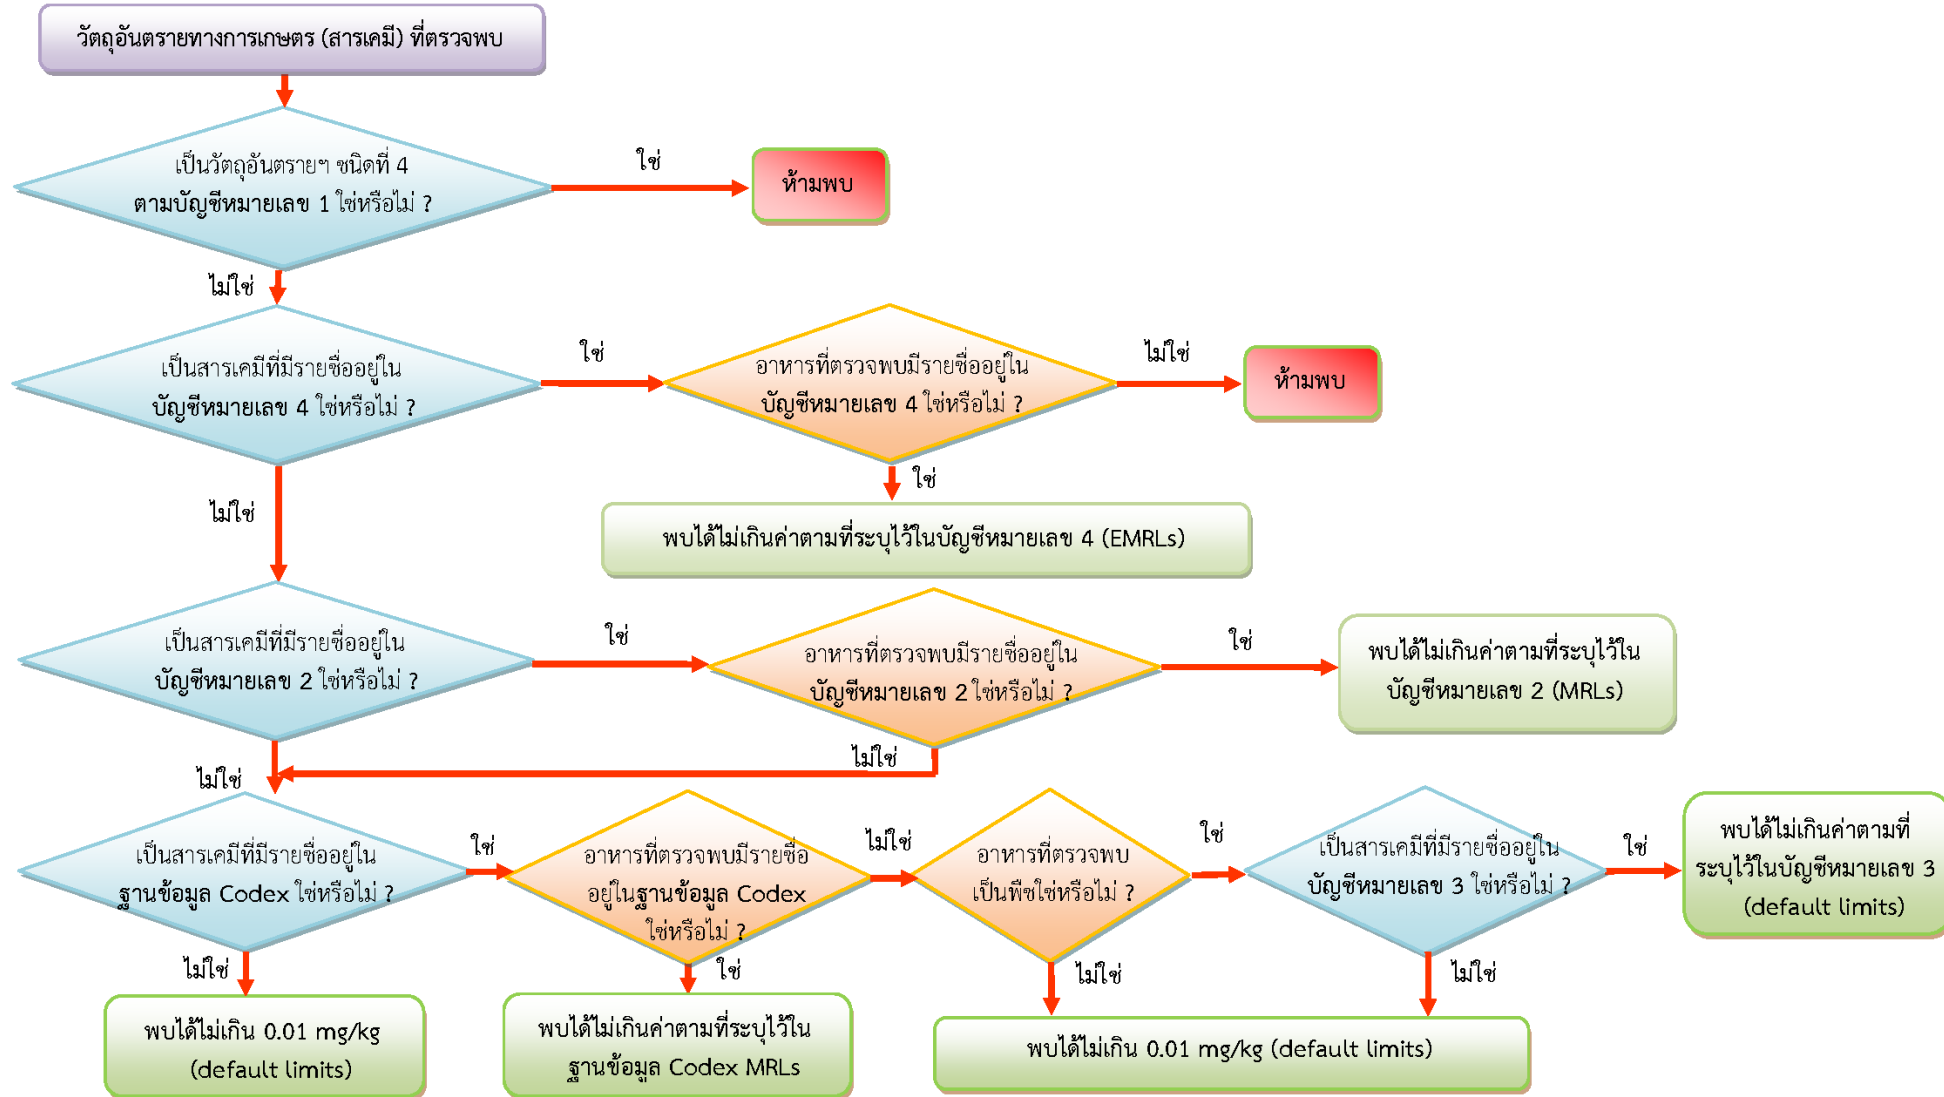 วัตถุอันตรายทางการเกษตร (สารเคมี) ที่ตรวจพบ
เป็นวัตถุอันตรายฯ ชนิดที่ 4
ตามบัญชีหมายเลข 1 ใช่หรือไม่ ?
ใช่
ห้ามพบ
ไม่ใช่
เป็นสารเคมีที่มีรายชื่ออยู่ใน
บัญชีหมายเลข 4 ใช่หรือไม่ ?
ใช่
อาหารที่ตรวจพบมีรายชื่ออยู่ใน
บัญชีหมายเลข 4 ใช่หรือไม่ ?
ไม่ใช่
ห้ามพบ
ใช่
พบได้ไม่เกินค่าตามที่ระบุไว้ในบัญชีหมายเลข 4 (EMRLs)
ไม่ใช่
เป็นสารเคมีที่มีรายชื่ออยู่ใน
บัญชีหมายเลข 2 ใช่หรือไม่ ?
ใช่
อาหารที่ตรวจพบมีรายชื่ออยู่ใน
บัญชีหมายเลข 2 ใช่หรือไม่ ?
ใช่
พบได้ไม่เกินค่าตามที่ระบุไว้ใน
บัญชีหมายเลข 2 (MRLs)
ไม่ใช่
ไม่ใช่
เป็นสารเคมีที่มีรายชื่ออยู่ใน
ฐานข้อมูล Codex ใช่หรือไม่ ?
ใช่
อาหารที่ตรวจพบมีรายชื่อ
อยู่ในฐานข้อมูล Codex
ใช่หรือไม่ ?
ไม่ใช่
อาหารที่ตรวจพบ
เป็นพืชใช่หรือไม่ ?
ใช่
เป็นสารเคมีที่มีรายชื่ออยู่ใน
บัญชีหมายเลข 3 ใช่หรือไม่ ?
ใช่
พบได้ไม่เกินค่าตามที่
ระบุไว้ในบัญชีหมายเลข 3
(default limits)
ไม่ใช่
พบได้ไม่เกิน 0.01 mg/kg
(default limits)
ใช่
พบได้ไม่เกินค่าตามที่ระบุไว้ใน
ฐานข้อมูล Codex MRLs
ไม่ใช่
ไม่ใช่
พบได้ไม่เกิน 0.01 mg/kg (default limits)